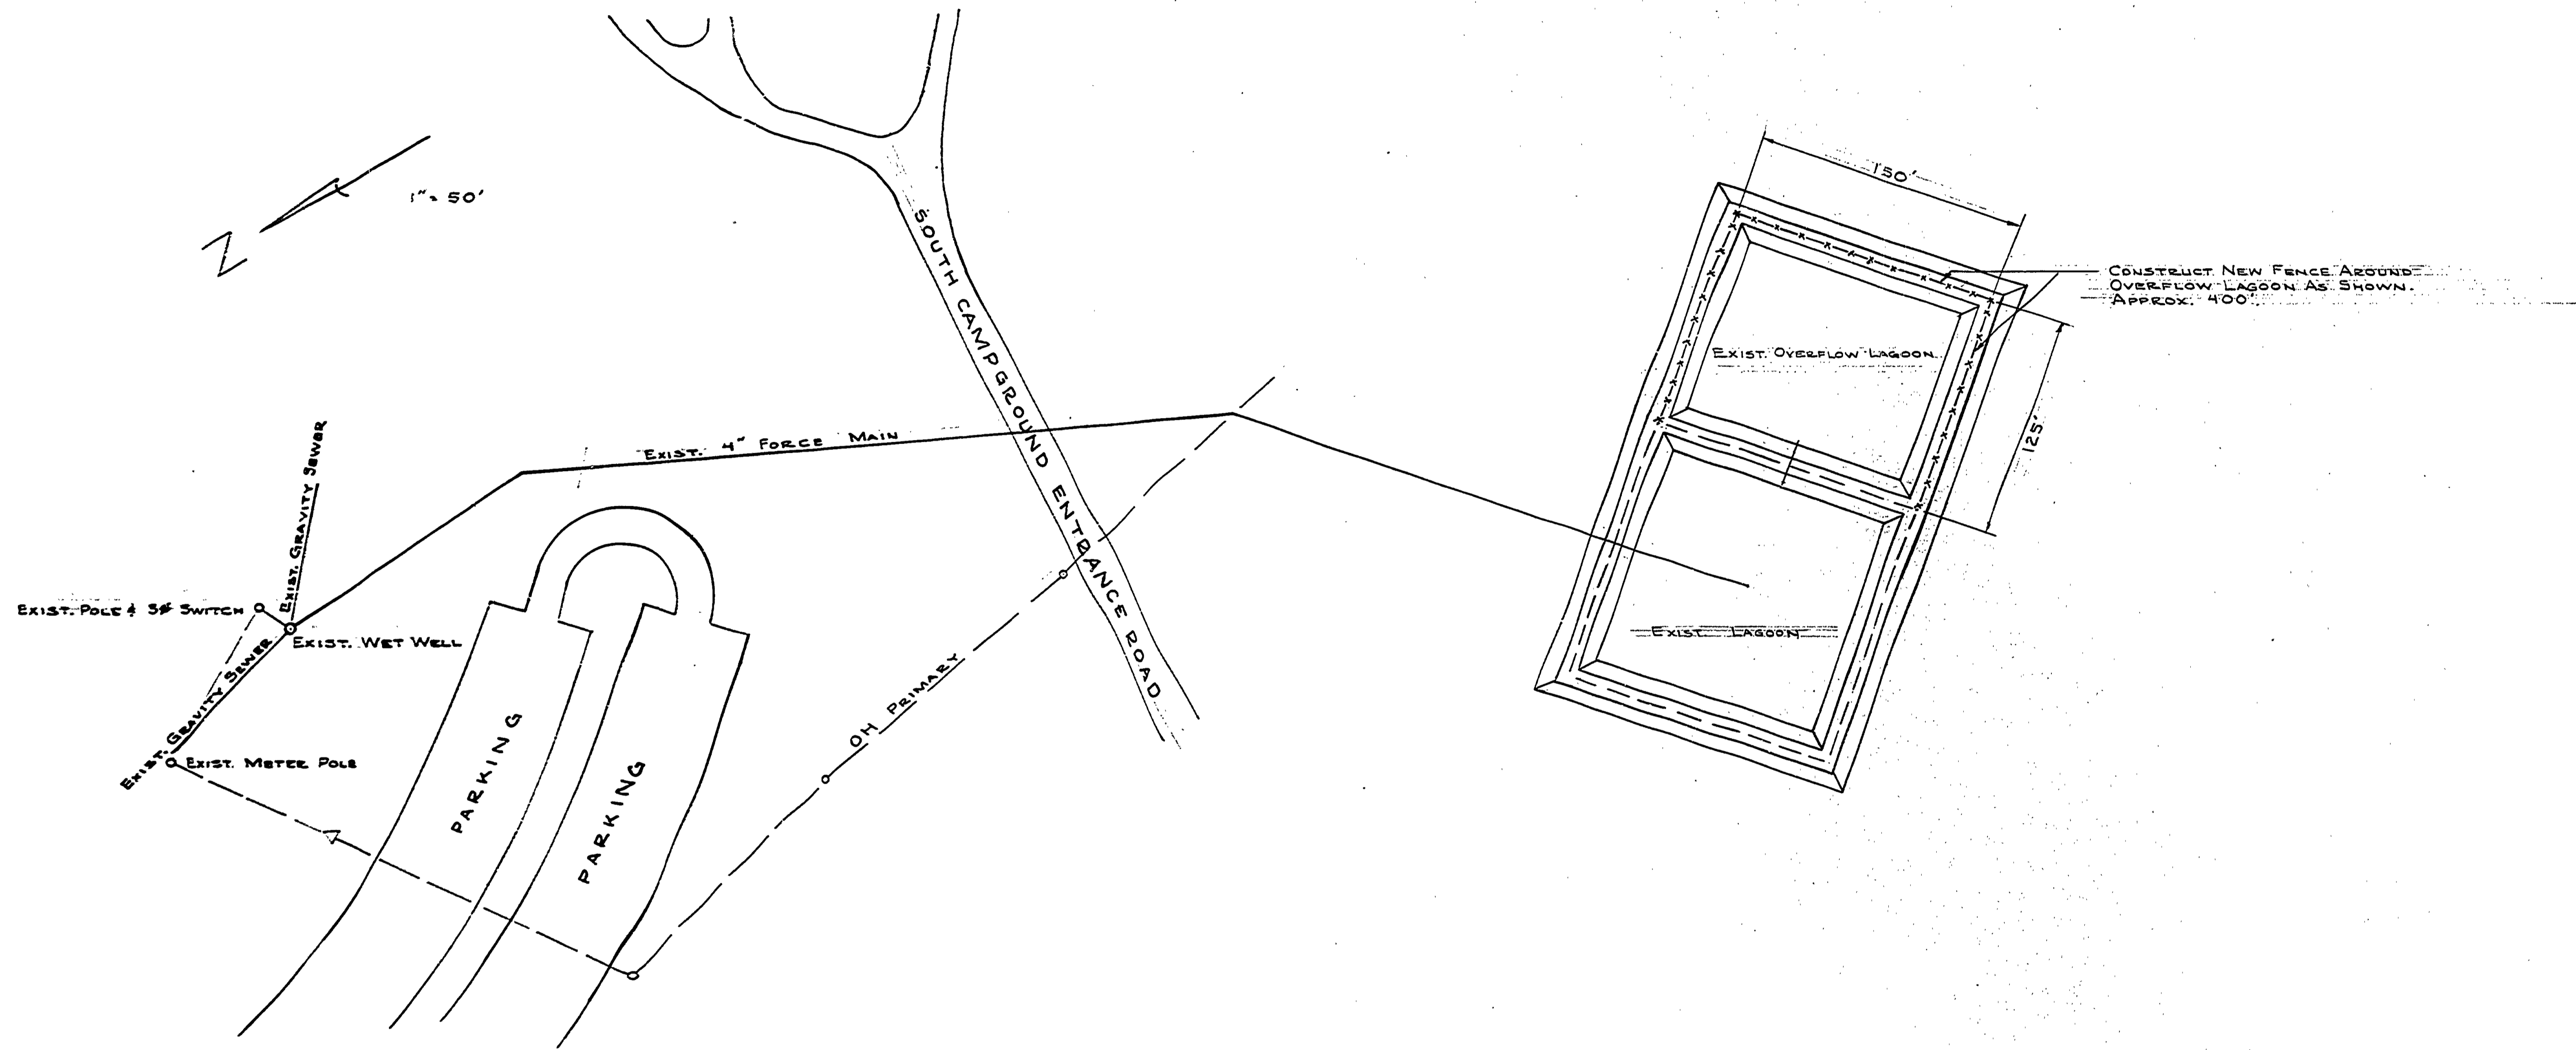 N
1" = 50'
SOUTH CAMPGROUND ENTRANCE ROAD
150'
CONSTRUCT NEW FENCE AROUND
OVERFLOW LAGOON AS SHOWN.
APPROX. 400'.
EXIST. OVERFLOW LAGOON
125'
EXIST. 4" FORCE MAIN
EXIST. GRAVITY SEWER
EXIST. POLE & 3Ø SWITCH
EXIST. WET WELL
EXIST. GRAVITY SEWER
EXIST. METER POLE
EXIST. LAGOON
OH PRIMARY
PARKING
PARKING